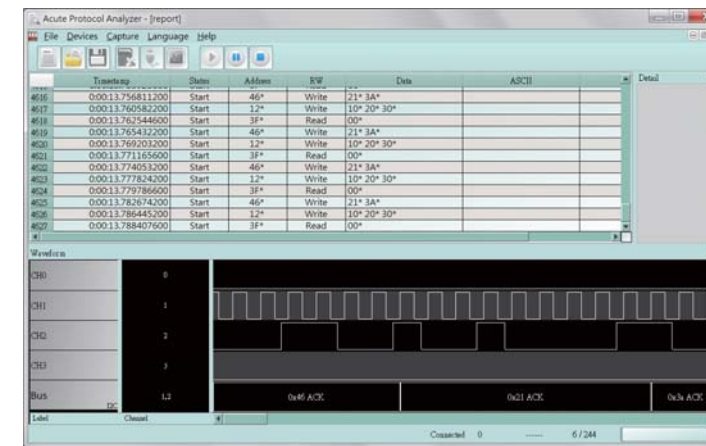 Acute Protocol Analyzer - [report]
File Devices Capture Language Help
Timestamp Status Address RW Data ASCII Detail
4616 0:00:13.756811200 Start 46* Write 21* 3A*
4617 0:00:13.760582200 Start 12* Write 10* 20* 30*
4618 0:00:13.762544600 Start 3F* Read 00*
4619 0:00:13.765432200 Start 46* Write 21* 3A*
4620 0:00:13.769203200 Start 12* Write 10* 20* 30*
4621 0:00:13.771165600 Start 3F* Read 00*
4622 0:00:13.774053200 Start 46* Write 21* 3A*
4623 0:00:13.777824200 Start 12* Write 10* 20* 30*
4624 0:00:13.779786600 Start 3F* Read 00*
4625 0:00:13.782674200 Start 46* Write 21* 3A*
4626 0:00:13.786445200 Start 12* Write 10* 20* 30*
4627 0:00:13.788407600 Start 3F* Read 00*
Waveform
CH0 0
CH1 1
CH2 2
CH3 3
Bus I2C 1,2 0x46 ACK 0x21 ACK 0x3a ACK
Label Channel
Connected 0 ------ 6 / 244